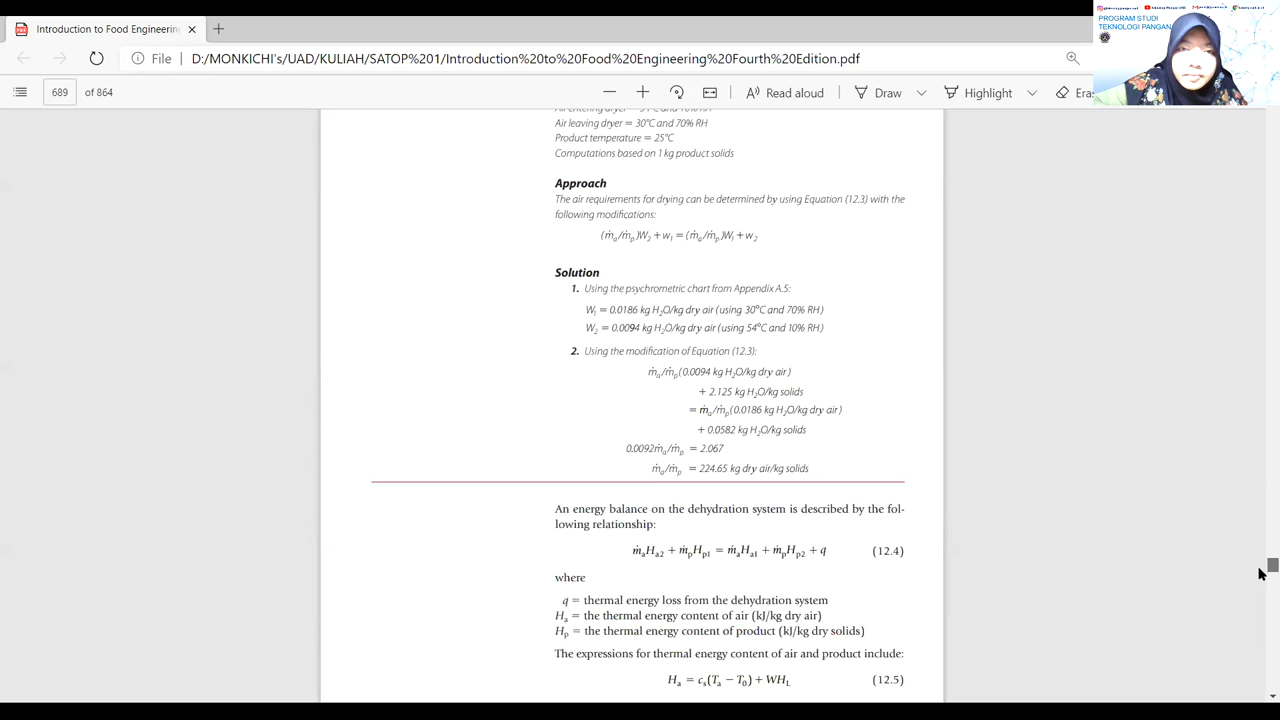 Introduction to Food Engineering
File D:/MONKICHI's/UAD/KULIAH/SATOP%201/Introduction%20to%20Food%20Engineering%20Fourth%20Edition.pdf
689 of 864
Read aloud
Draw
Highlight
PROGRAM STUDI
TEKNOLOGI PANGAN
Air leaving dryer = 30°C and 70% RH
Product temperature = 25°C
Computations based on 1 kg product solids
Approach
The air requirements for drying can be determined by using Equation (12.3) with the
following modifications:
(ṁa/ṁp)W2 + w1 = (ṁa/ṁp)W1 + w2
Solution
1. Using the psychrometric chart from Appendix A.5:
W1 = 0.0186 kg H2O/kg dry air (using 30°C and 70% RH)
W2 = 0.0094 kg H2O/kg dry air (using 54°C and 10% RH)
2. Using the modification of Equation (12.3):
ṁa/ṁp(0.0094 kg H2O/kg dry air)
+ 2.125 kg H2O/kg solids
= ṁa/ṁp(0.0186 kg H2O/kg dry air)
+ 0.0582 kg H2O/kg solids
0.0092ṁa/ṁp = 2.067
ṁa/ṁp = 224.65 kg dry air/kg solids
An energy balance on the dehydration system is described by the fol-
lowing relationship:
ṁaHa2 + ṁpHp1 = ṁaHa1 + ṁpHp2 + q (12.4)
where
q = thermal energy loss from the dehydration system
Ha = the thermal energy content of air (kJ/kg dry air)
Hp = the thermal energy content of product (kJ/kg dry solids)
The expressions for thermal energy content of air and product include:
Ha = cs(Ta − T0) + WHL (12.5)